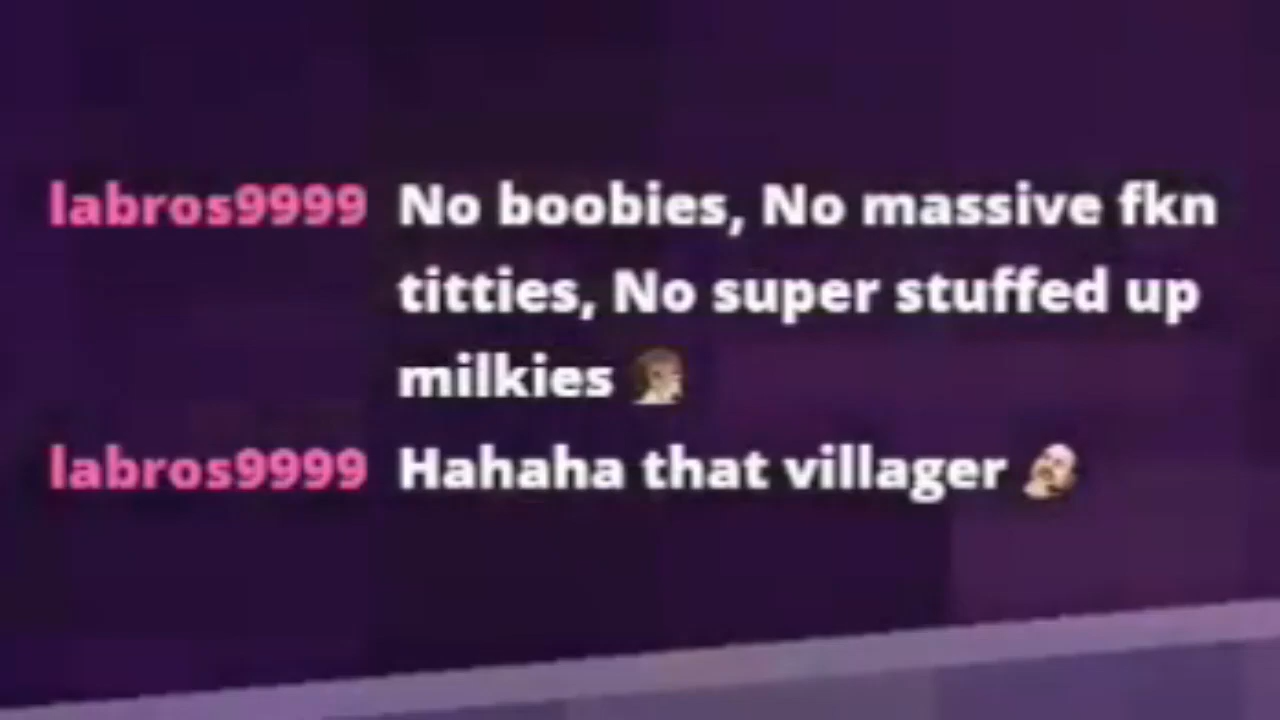 labros9999 No boobies, No massive fkn
titties, No super stuffed up
milkies
labros9999 Hahaha that villager